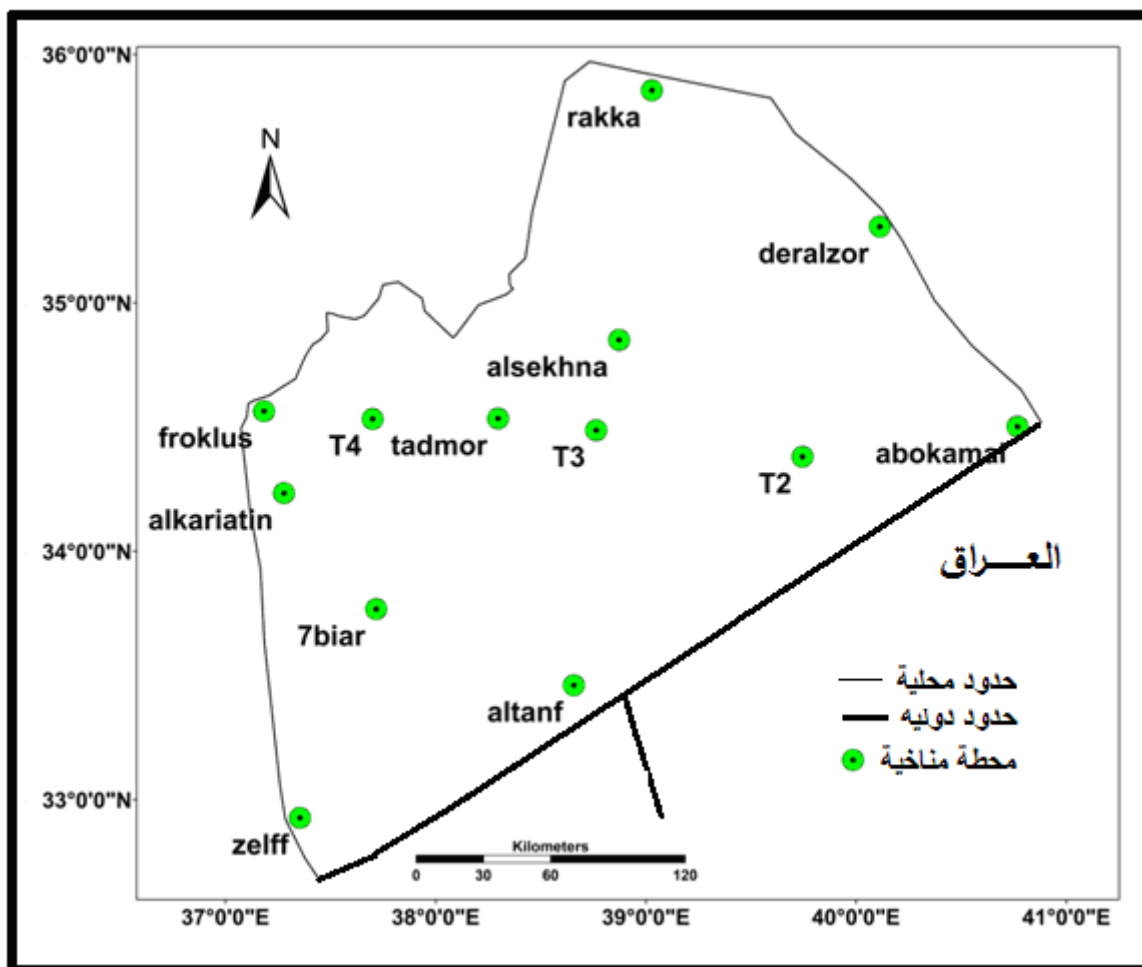 36°0'0"N
rakka
N
deralzor
35°0'0"N
alsekhna
froklus
T4
tadmor
T3
T2
abokamal
alkariatin
34°0'0"N
العـــراق
7biar
حدود محلية
altanf
حدود دوليه
محطة مناخية
33°0'0"N
zelff
Kilometers
0 30 60 120
37°0'0"E 38°0'0"E 39°0'0"E 40°0'0"E 41°0'0"E